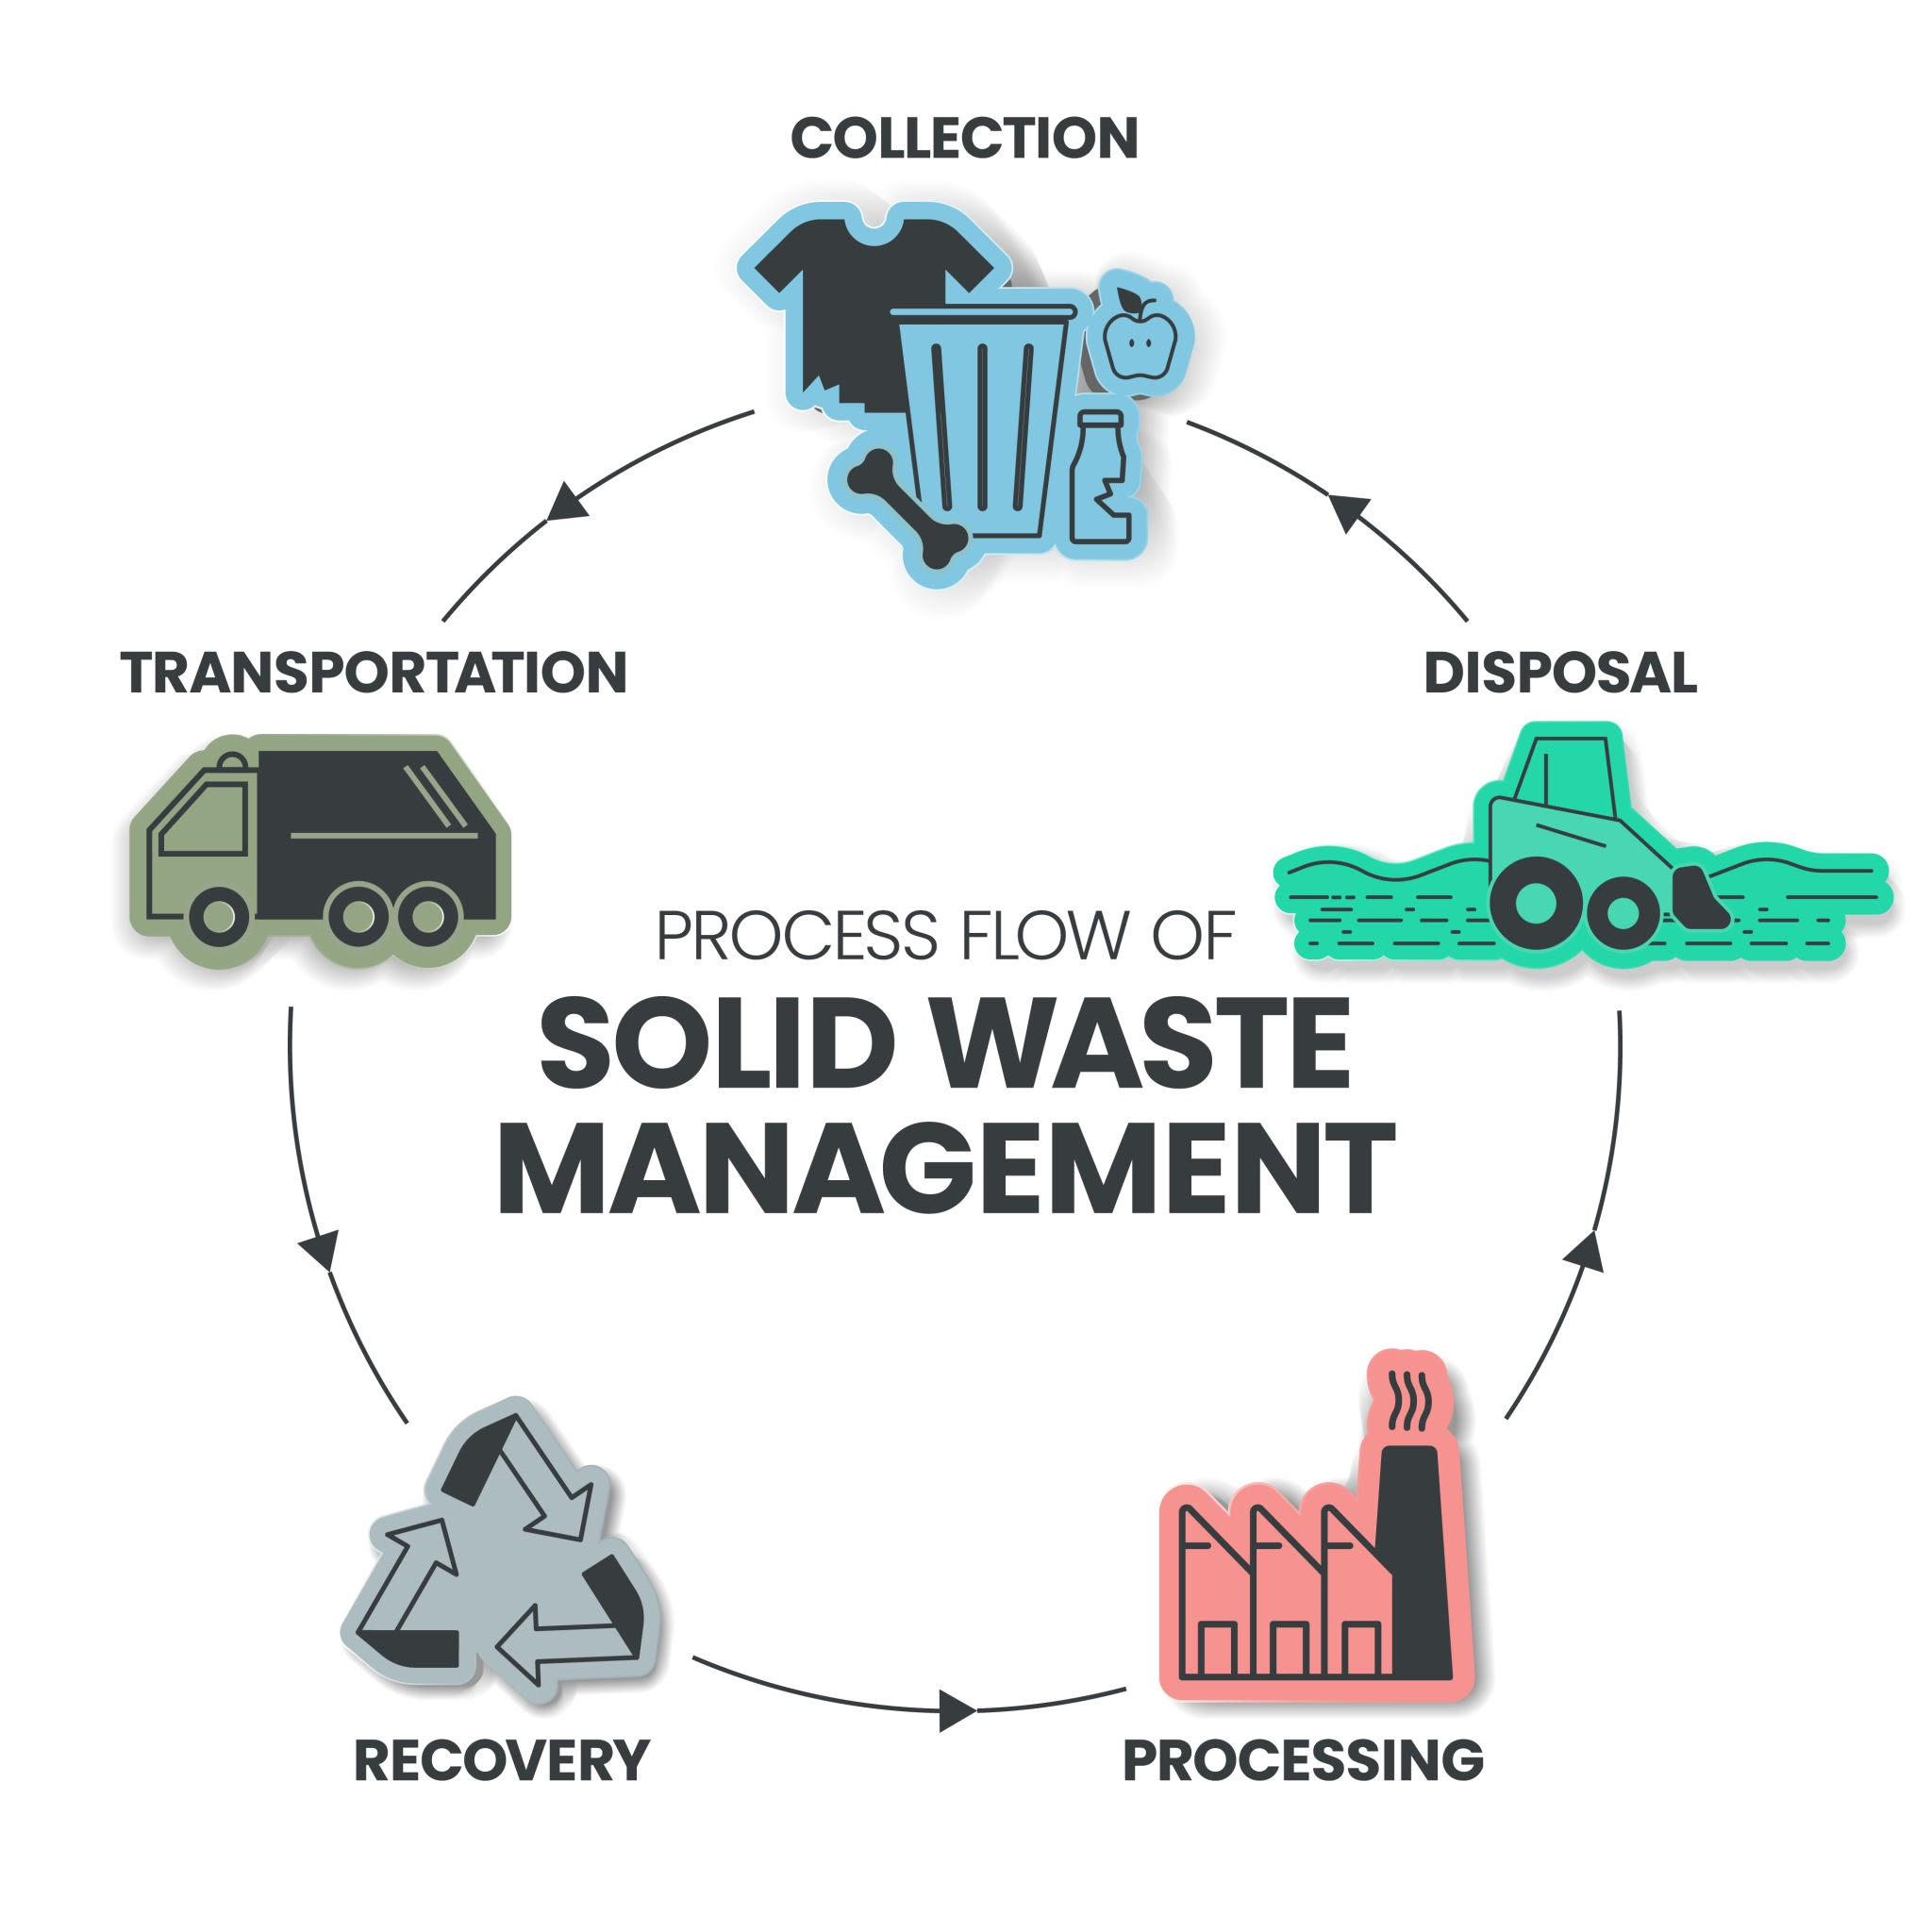 COLLECTION
TRANSPORTATION
DISPOSAL
PROCESS FLOW OF
SOLID WASTE
MANAGEMENT
RECOVERY
PROCESSING